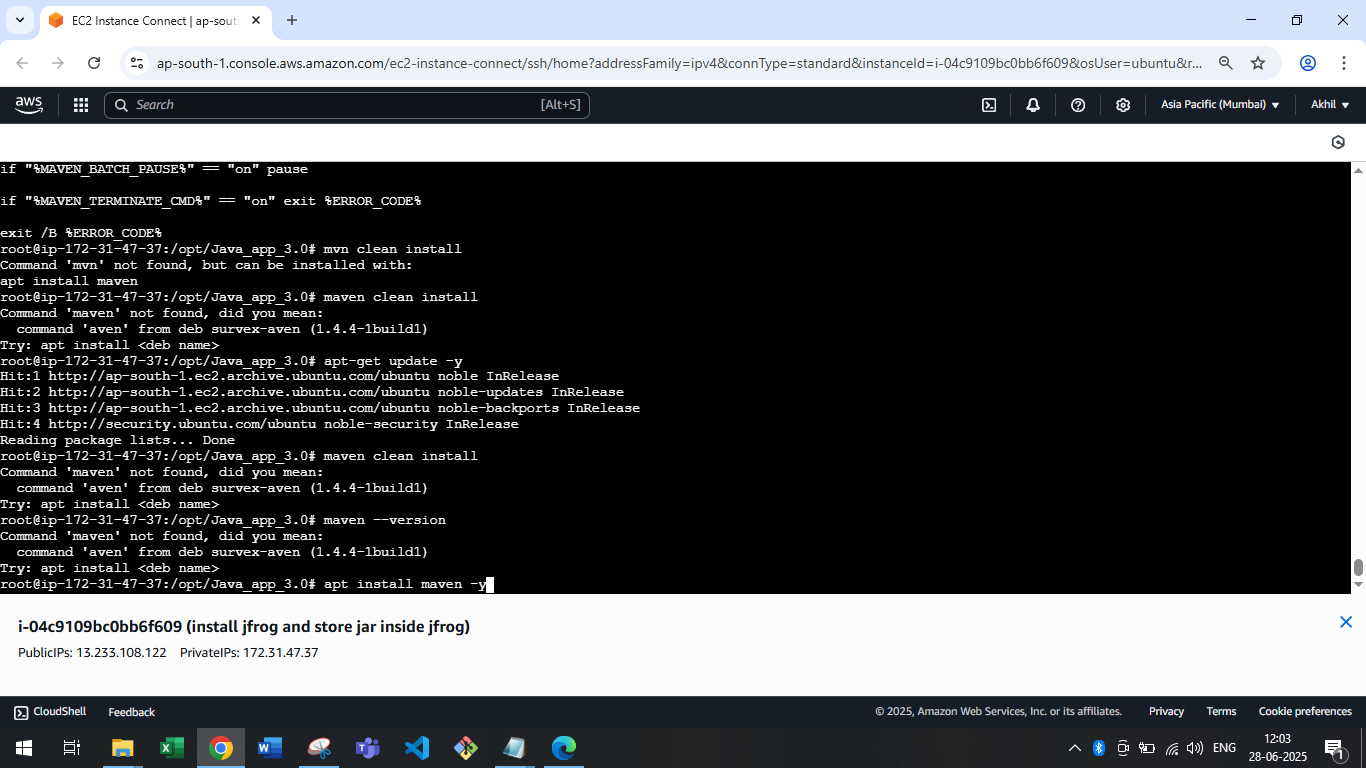 EC2 Instance Connect | ap-sout
ap-south-1.console.aws.amazon.com/ec2-instance-connect/ssh/home?addressFamily=ipv4&connType=standard&instanceId=i-04c9109bc0bb6f609&osUser=ubuntu&r...
aws
Search
[Alt+S]
Asia Pacific (Mumbai)
Akhil
if "%MAVEN_BATCH_PAUSE%" == "on" pause
if "%MAVEN_TERMINATE_CMD%" == "on" exit %ERROR_CODE%
exit /B %ERROR_CODE%
root@ip-172-31-47-37:/opt/Java_app_3.0# mvn clean install
Command 'mvn' not found, but can be installed with:
apt install maven
root@ip-172-31-47-37:/opt/Java_app_3.0# maven clean install
Command 'maven' not found, did you mean:
  command 'aven' from deb survex-aven (1.4.4-1build1)
Try: apt install <deb name>
root@ip-172-31-47-37:/opt/Java_app_3.0# apt-get update -y
Hit:1 http://ap-south-1.ec2.archive.ubuntu.com/ubuntu noble InRelease
Hit:2 http://ap-south-1.ec2.archive.ubuntu.com/ubuntu noble-updates InRelease
Hit:3 http://ap-south-1.ec2.archive.ubuntu.com/ubuntu noble-backports InRelease
Hit:4 http://security.ubuntu.com/ubuntu noble-security InRelease
Reading package lists... Done
root@ip-172-31-47-37:/opt/Java_app_3.0# maven clean install
Command 'maven' not found, did you mean:
  command 'aven' from deb survex-aven (1.4.4-1build1)
Try: apt install <deb name>
root@ip-172-31-47-37:/opt/Java_app_3.0# maven --version
Command 'maven' not found, did you mean:
  command 'aven' from deb survex-aven (1.4.4-1build1)
Try: apt install <deb name>
root@ip-172-31-47-37:/opt/Java_app_3.0# apt install maven -y
i-04c9109bc0bb6f609 (install jfrog and store jar inside jfrog)
PublicIPs: 13.233.108.122 PrivateIPs: 172.31.47.37
CloudShell Feedback © 2025, Amazon Web Services, Inc. or its affiliates. Privacy Terms Cookie preferences
ENG
12:03
28-06-2025
1